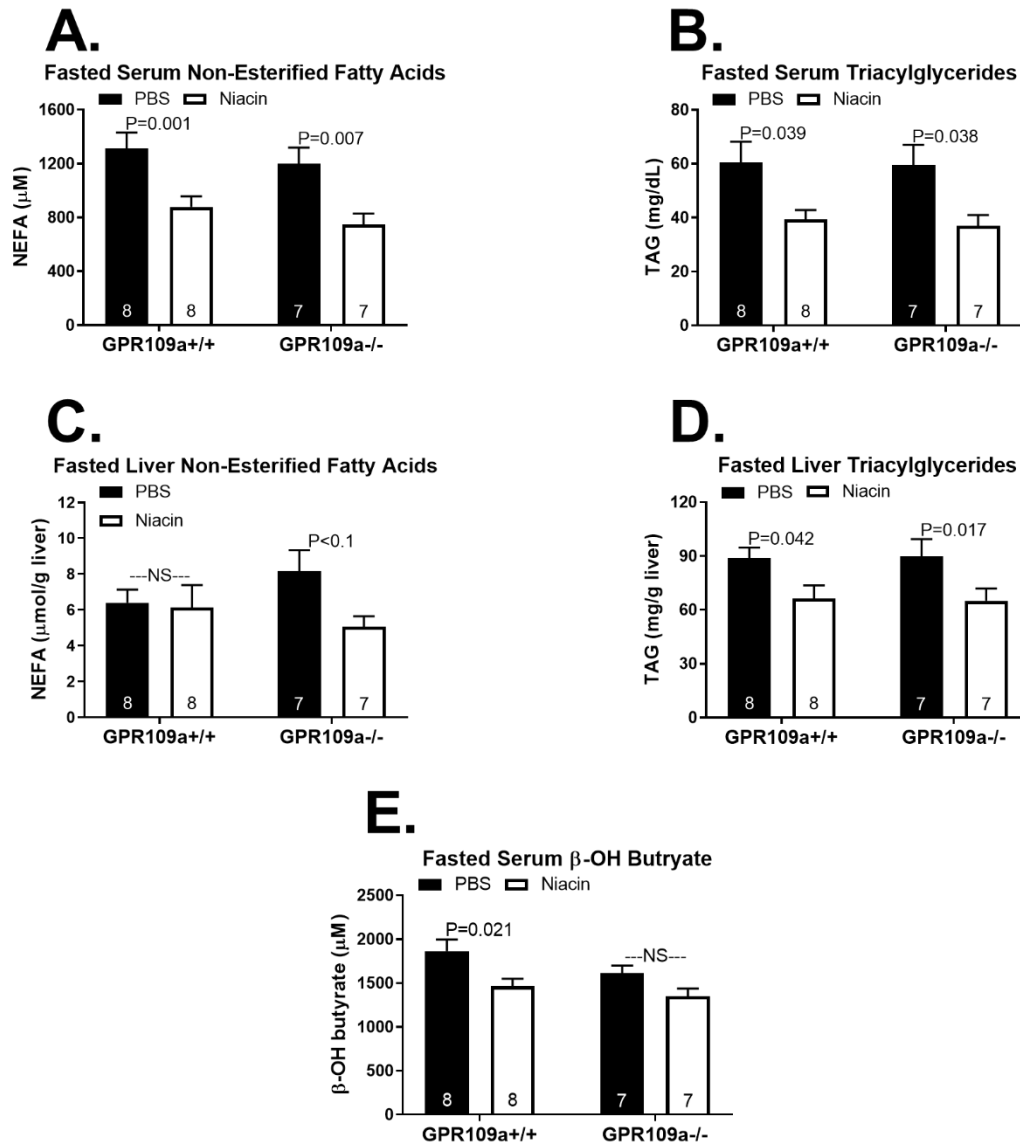 A.
Fasted Serum Non-Esterified Fatty Acids
PBS Niacin
NEFA (μM)
1600
1200
800
400
0
P=0.001
P=0.007
8 8 7 7
GPR109a+/+ GPR109a-/-
B.
Fasted Serum Triacylglycerides
PBS Niacin
TAG (mg/dL)
80
60
40
20
0
P=0.039
P=0.038
8 8 7 7
GPR109a+/+ GPR109a-/-
C.
Fasted Liver Non-Esterified Fatty Acids
PBS
Niacin
NEFA (μmol/g liver)
12
10
8
6
4
2
0
---NS---
P<0.1
8 8 7 7
GPR109a+/+ GPR109a-/-
D.
Fasted Liver Triacylglycerides
PBS Niacin
TAG (mg/g liver)
120
90
60
30
0
P=0.042
P=0.017
8 8 7 7
GPR109a+/+ GPR109a-/-
E.
Fasted Serum β-OH Butryate
PBS Niacin
β-OH butyrate (μM)
2500
2000
1500
1000
500
0
P=0.021
---NS---
8 8 7 7
GPR109a+/+ GPR109a-/-